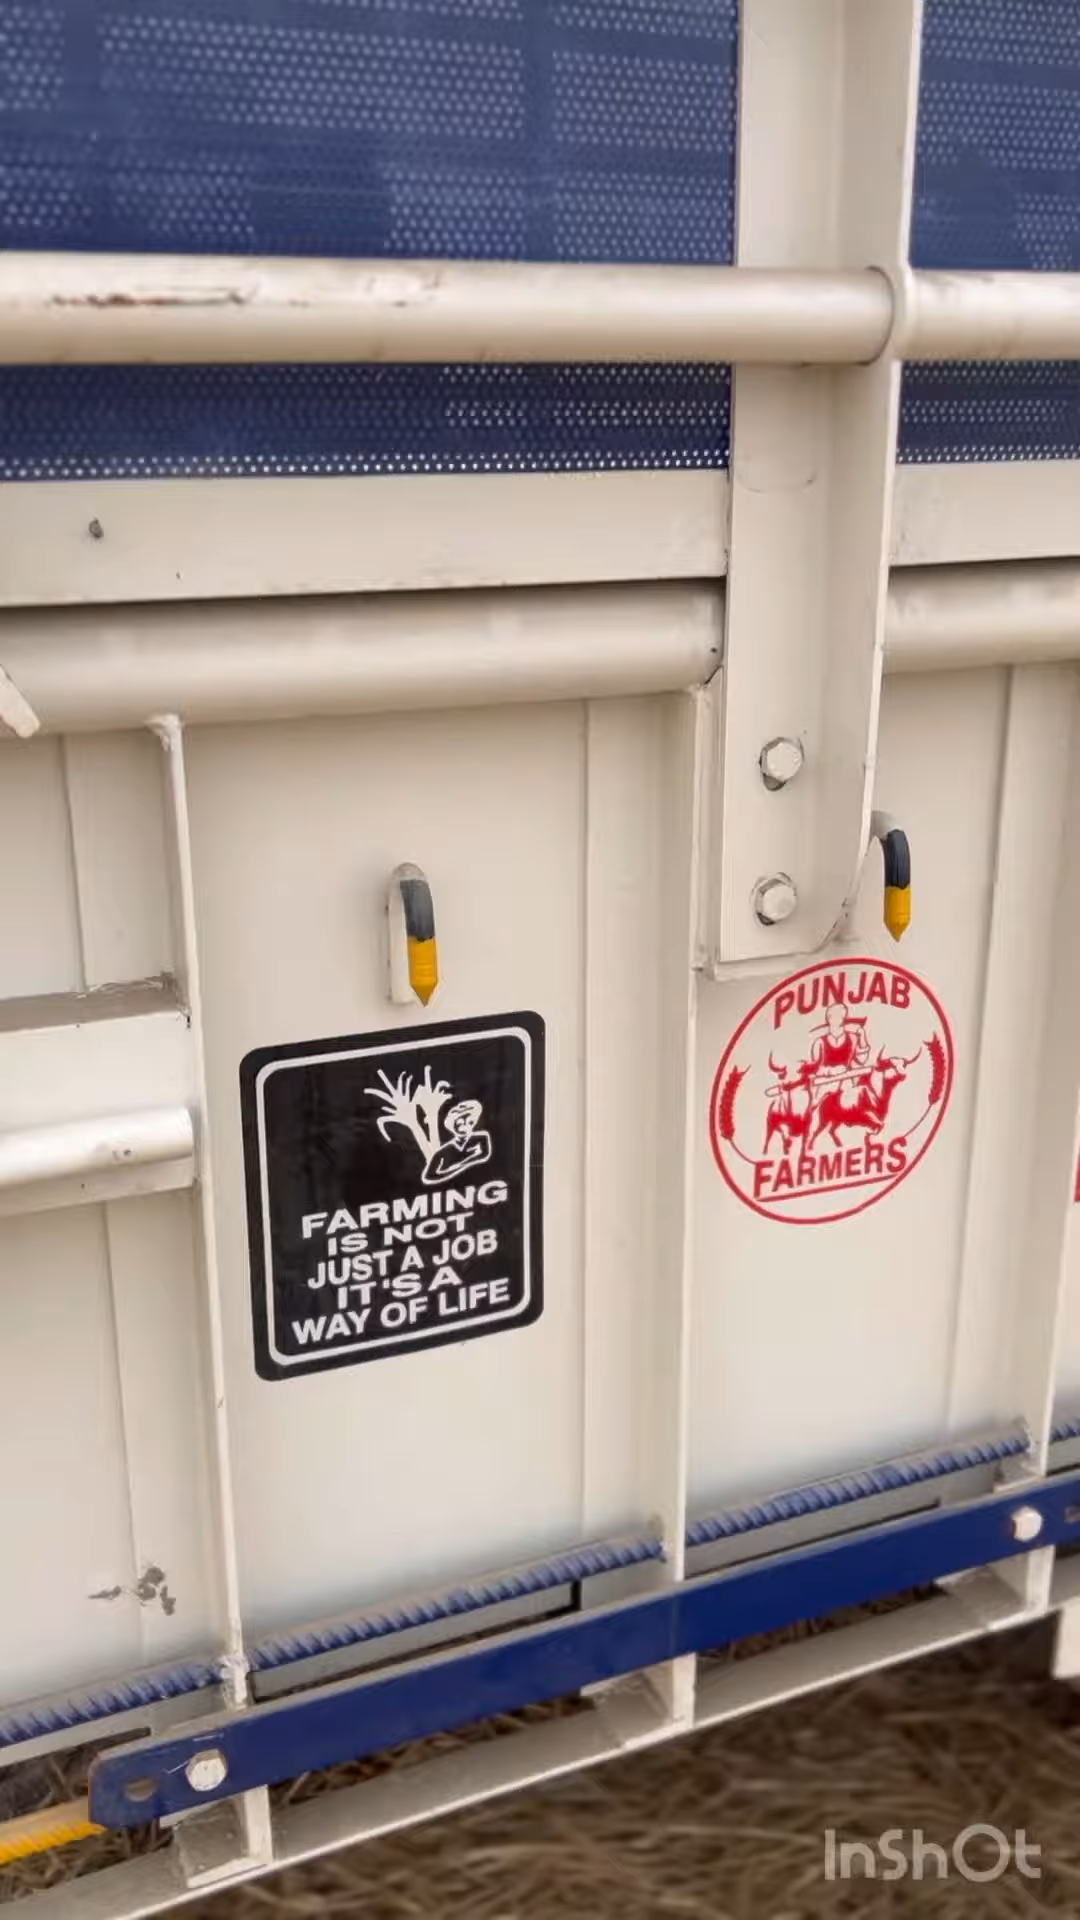 FARMING
IS NOT
JUST A JOB
IT'S A
WAY OF LIFE
PUNJAB
FARMERS
InShOt